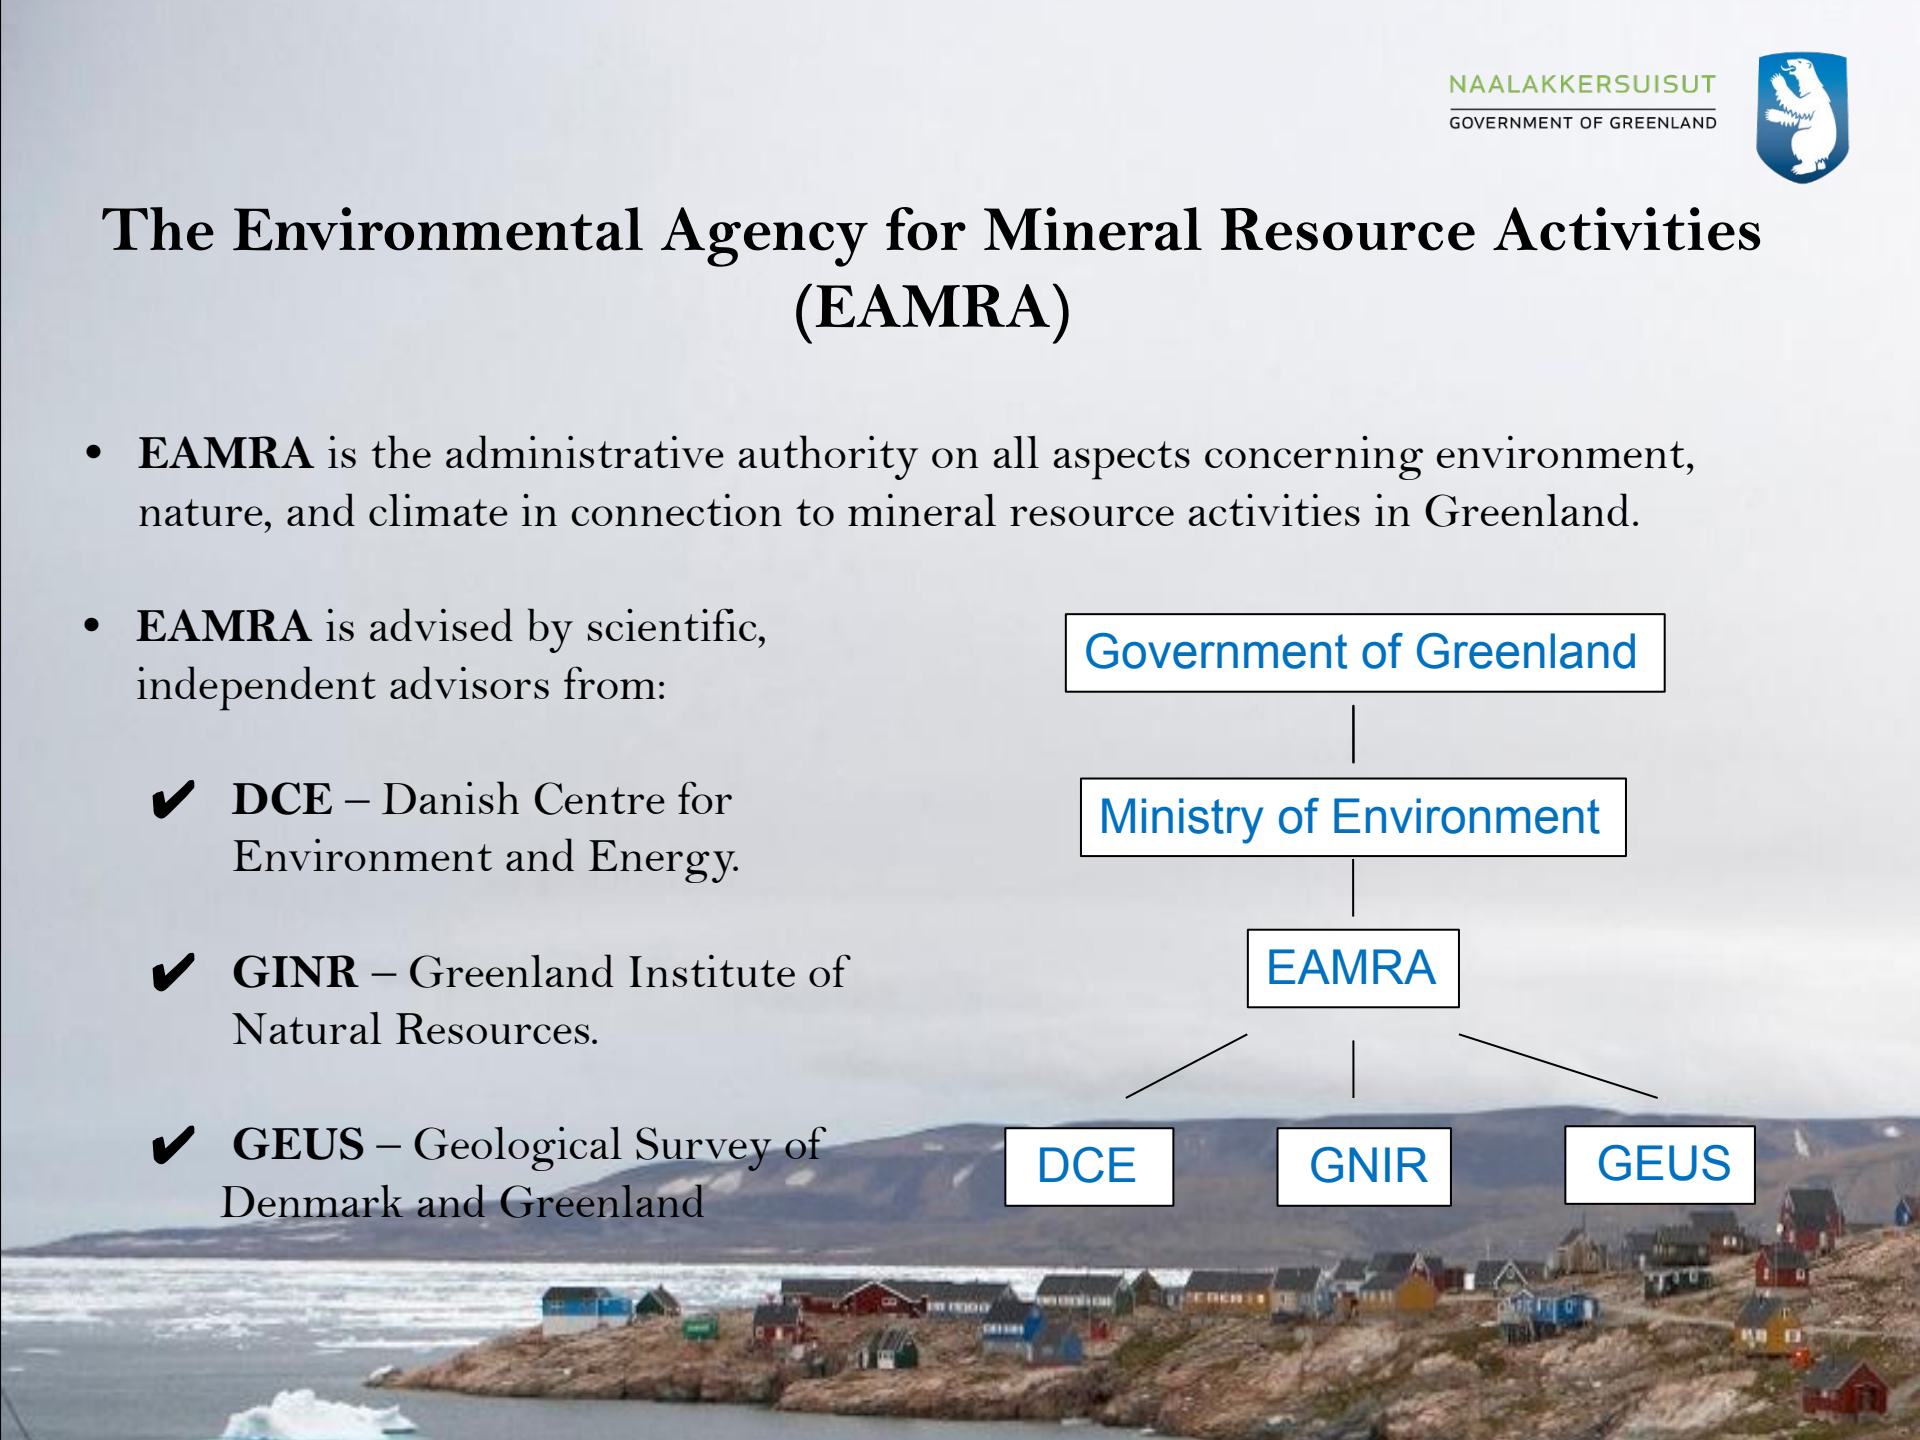 NAALAKKERSUISUT
GOVERNMENT OF GREENLAND
The Environmental Agency for Mineral Resource Activities
(EAMRA)
• EAMRA is the administrative authority on all aspects concerning environment,
nature, and climate in connection to mineral resource activities in Greenland.
• EAMRA is advised by scientific,
independent advisors from:
✔ DCE – Danish Centre for
Environment and Energy.
✔ GINR – Greenland Institute of
Natural Resources.
✔ GEUS – Geological Survey of
Denmark and Greenland
Government of Greenland
Ministry of Environment
EAMRA
DCE
GNIR
GEUS